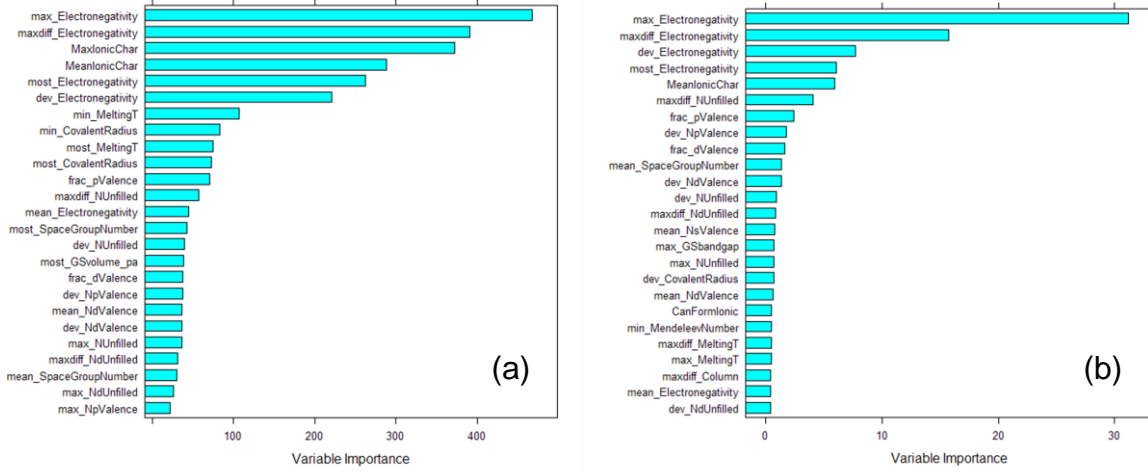 max_Electronegativity
maxdiff_Electronegativity
MaxIonicChar
MeanIonicChar
most_Electronegativity
dev_Electronegativity
min_MeltingT
min_CovalentRadius
most_MeltingT
most_CovalentRadius
frac_pValence
maxdiff_NUnfilled
mean_Electronegativity
most_SpaceGroupNumber
dev_NUnfilled
most_GSvolume_pa
frac_dValence
dev_NpValence
mean_NdValence
dev_NdValence
max_NUnfilled
maxdiff_NdUnfilled
mean_SpaceGroupNumber
max_NdUnfilled
max_NpValence
(a)
100 200 300 400
Variable Importance
max_Electronegativity
maxdiff_Electronegativity
dev_Electronegativity
most_Electronegativity
MeanIonicChar
maxdiff_NUnfilled
frac_pValence
dev_NpValence
frac_dValence
mean_SpaceGroupNumber
dev_NdValence
dev_NUnfilled
maxdiff_NdUnfilled
mean_NsValence
max_GSbandgap
max_NUnfilled
dev_CovalentRadius
mean_NdValence
CanFormIonic
min_MendeleevNumber
maxdiff_MeltingT
max_MeltingT
maxdiff_Column
mean_Electronegativity
dev_NdUnfilled
(b)
0 10 20 30
Variable Importance